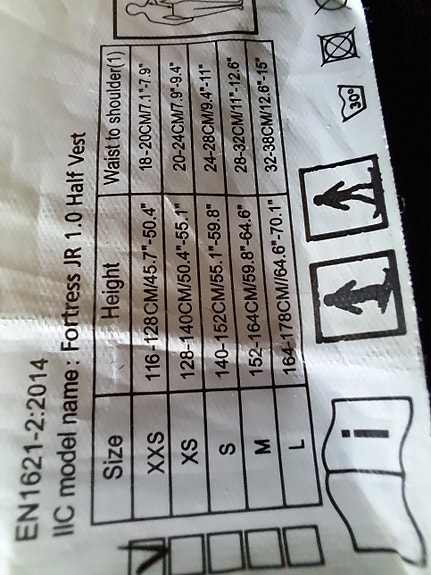 EN1621-2:2014
IIC model name : Fortress JR 1.0 Half Vest
Size Height Waist to shoulder(1)
XXS 116-128CM/45.7"-50.4" 18-20CM/7.1"-7.9"
XS 128-140CM/50.4"-55.1" 20-24CM/7.9"-9.4"
S 140-152CM/55.1"-59.8" 24-28CM/9.4"-11"
M 152-164CM/59.8"-64.6" 28-32CM/11"-12.6"
L 164-178CM//64.6"-70.1" 32-38CM/12.6"-15"
30°
i